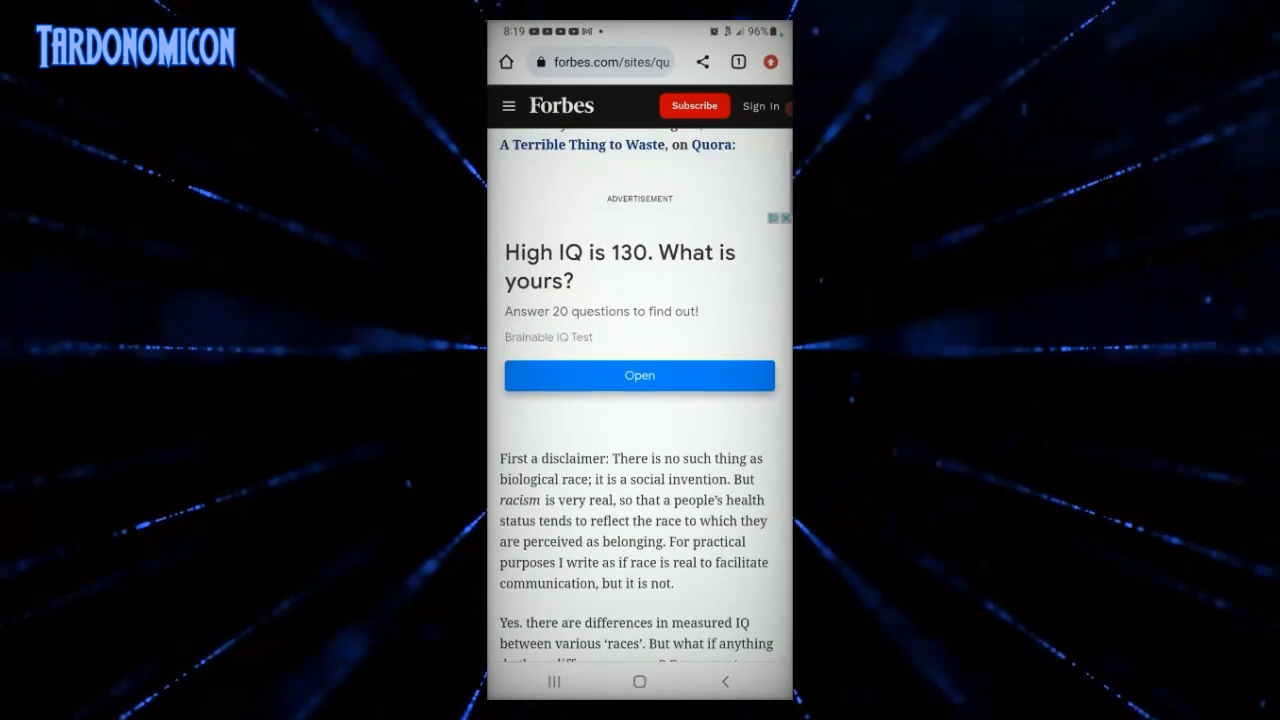 TARDONOMICON
8:19
96%
forbes.com/sites/qu
1
Forbes
Subscribe
Sign In
A Terrible Thing to Waste, on Quora:
ADVERTISEMENT
High IQ is 130. What is
yours?
Answer 20 questions to find out!
Brainable IQ Test
Open
First a disclaimer: There is no such thing as
biological race; it is a social invention. But
racism is very real, so that a people's health
status tends to reflect the race to which they
are perceived as belonging. For practical
purposes I write as if race is real to facilitate
communication, but it is not.
Yes. there are differences in measured IQ
between various ‘races’. But what if anything